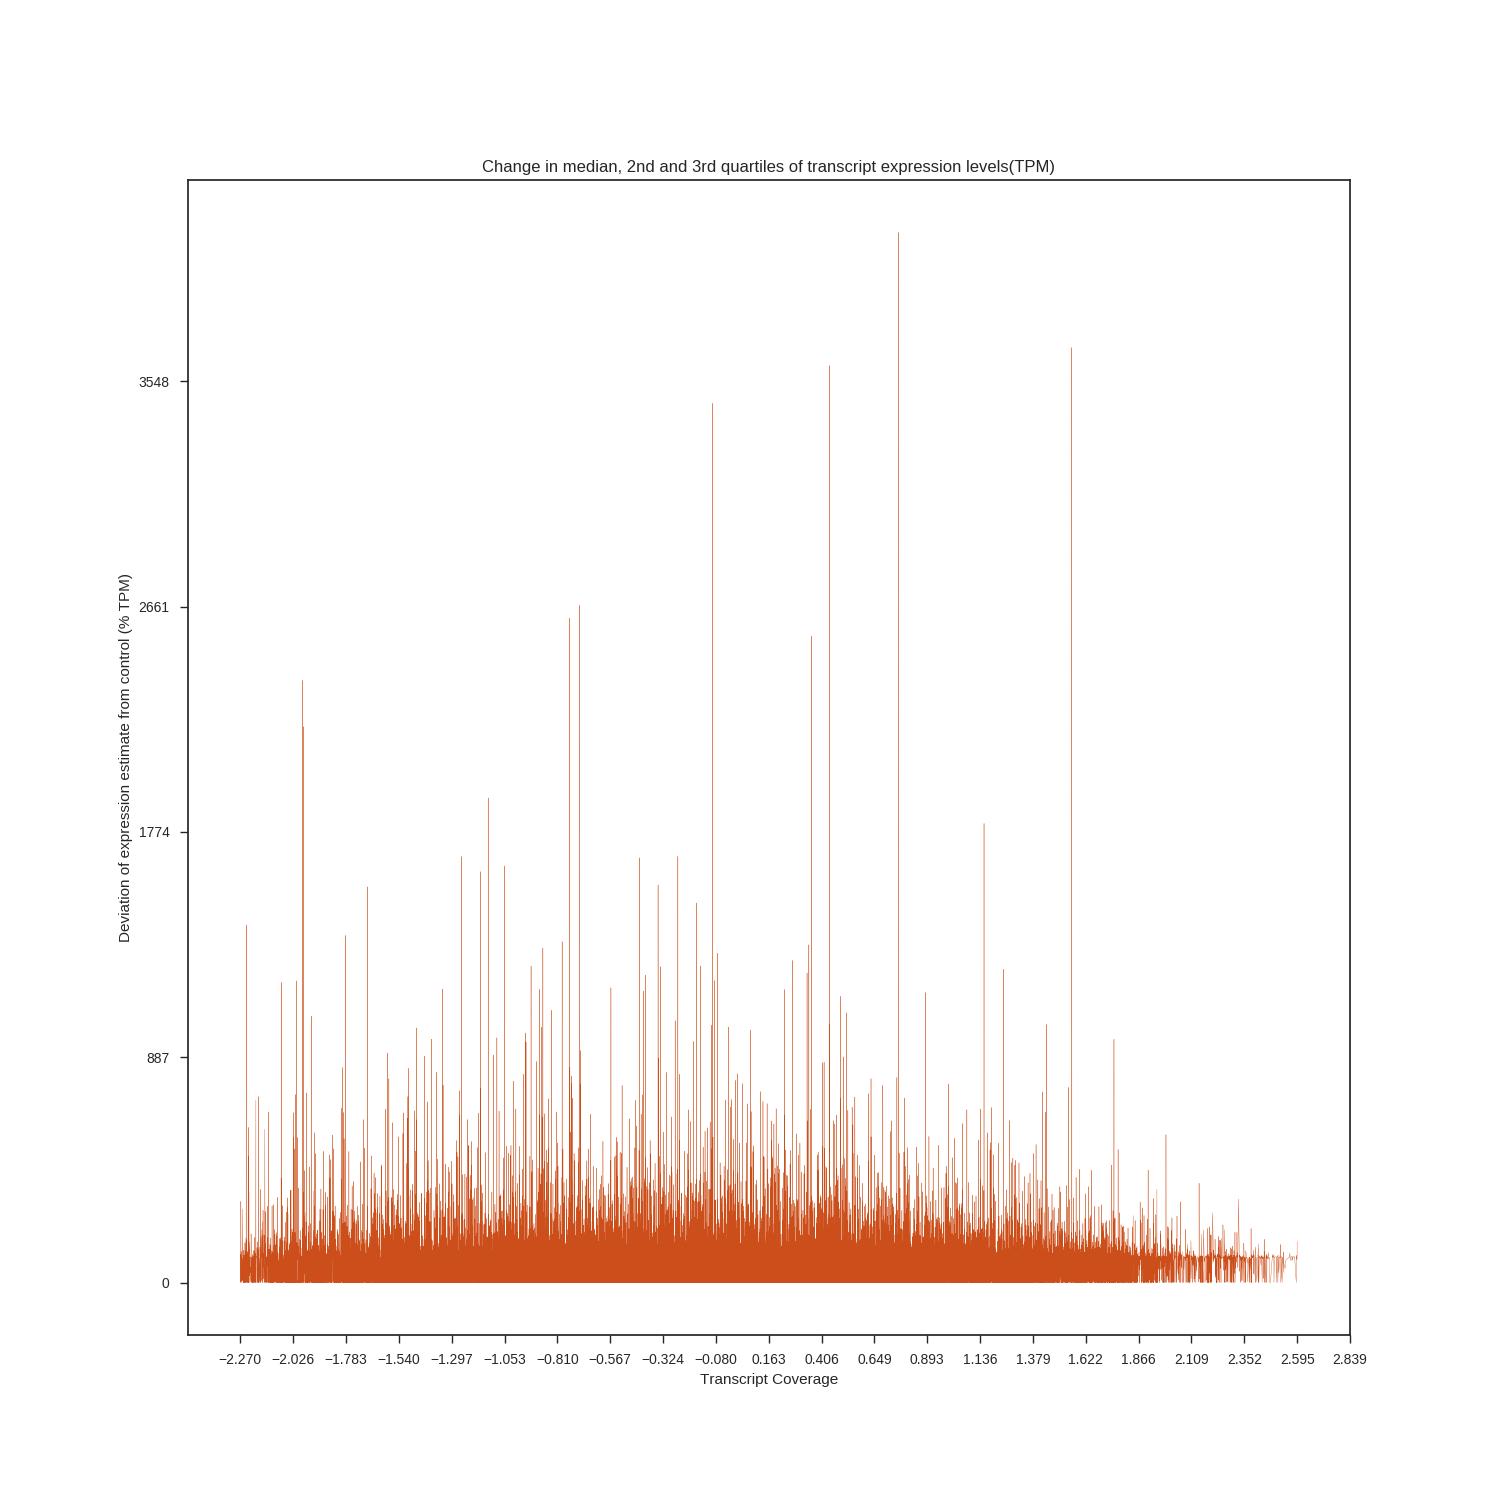 Change in median, 2nd and 3rd quartiles of transcript expression levels(TPM)
Deviation of expression estimate from control (% TPM)
3548
2661
1774
887
0
−2.270 −2.026 −1.783 −1.540 −1.297 −1.053 −0.810 −0.567 −0.324 −0.080 0.163 0.406 0.649 0.893 1.136 1.379 1.622 1.866 2.109 2.352 2.595 2.839
Transcript Coverage